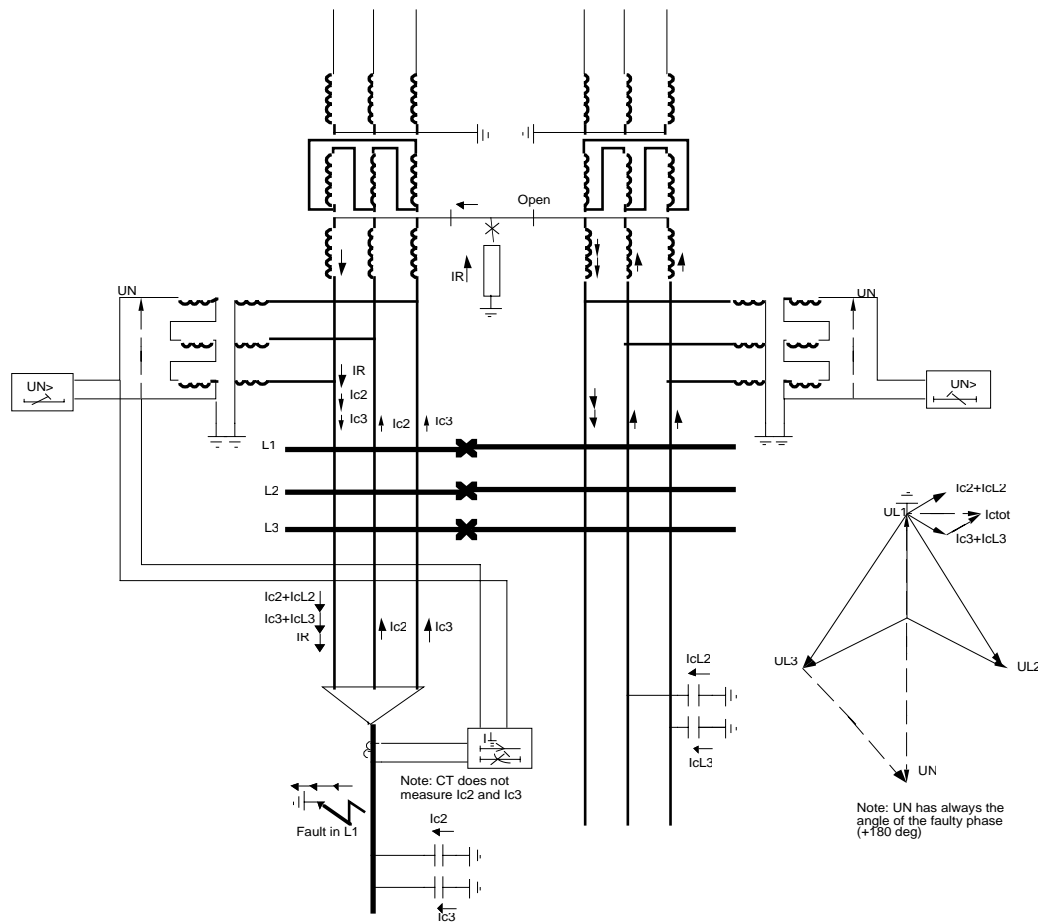 Open
IR
UN
UN
UN>
UN>
IR
Ic2
Ic3
Ic2
Ic3
L1
L2
L3
Ic2+IcL2
UL1
Ictot
Ic3+IcL3
Ic2+IcL2
Ic3+IcL3
IR
Ic2
Ic3
UL3
UL2
IcL2
IcL3
UN
I
Note: CT does not
measure Ic2 and Ic3
Note: UN has always the
angle of the faulty phase
(+180 deg)
Fault in L1
Ic2
Ic3